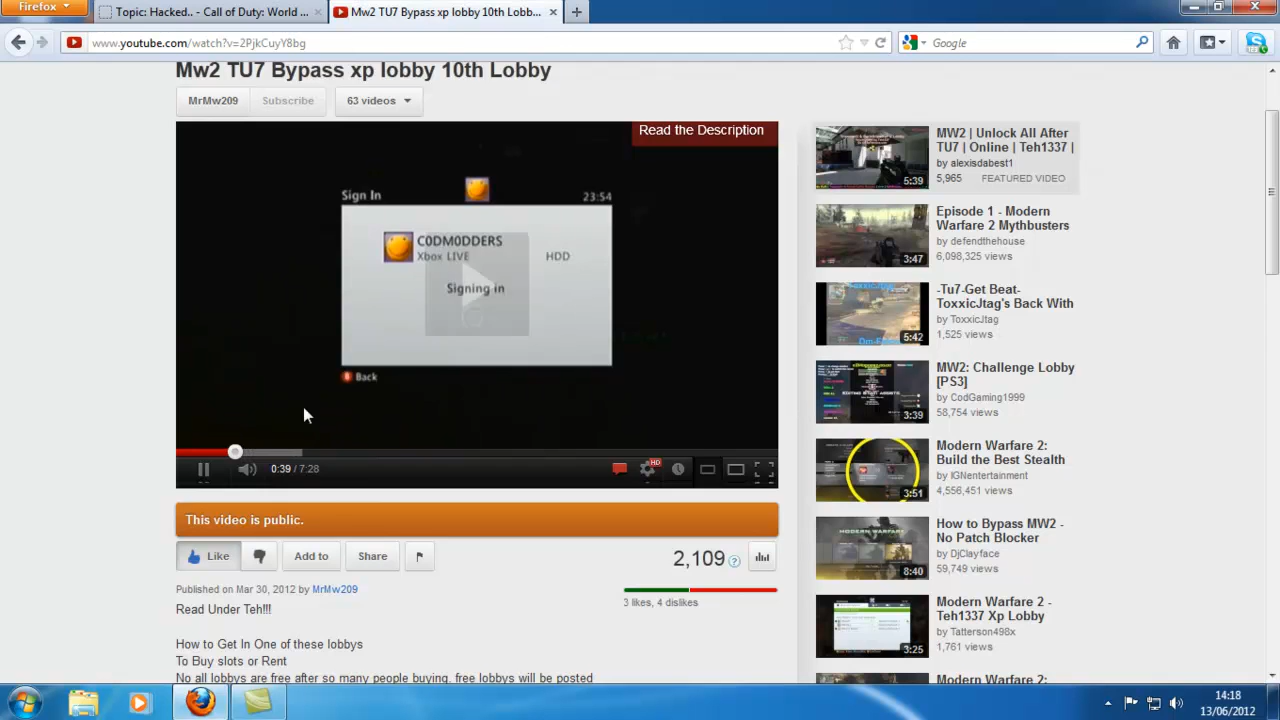 Firefox
Topic: Hacked.. - Call of Duty: World ...
Mw2 TU7 Bypass xp lobby 10th Lobb...
www.youtube.com/watch?v=2PjkCuyY8bg
Google
Mw2 TU7 Bypass xp lobby 10th Lobby
MrMw209
Subscribe
63 videos
Read the Description
Sign In
23:54
C0DM0DDERS
Xbox LIVE
HDD
Signing in
Back
0:39 / 7:28
HD
This video is public.
Like
Add to
Share
2,109
Published on Mar 30, 2012 by MrMw209
3 likes, 4 dislikes
Read Under Teh!!!
How to Get In One of these lobbys
To Buy slots or Rent
No all lobbys are free after so many people buying, free lobbys will be posted
MW2 | Unlock All After
TU7 | Online | Teh1337 |
by alexisdabest1
5,965 FEATURED VIDEO
5:39
Episode 1 - Modern
Warfare 2 Mythbusters
by defendthehouse
6,098,325 views
3:47
-Tu7-Get Beat-
ToxxicJtag's Back With
by ToxxicJtag
1,525 views
5:42
MW2: Challenge Lobby
[PS3]
by CodGaming1999
58,754 views
3:39
Modern Warfare 2:
Build the Best Stealth
by IGNentertainment
4,556,451 views
3:51
How to Bypass MW2 -
No Patch Blocker
by DjClayface
59,749 views
8:40
Modern Warfare 2 -
Teh1337 Xp Lobby
by Tatterson498x
1,761 views
3:25
Modern Warfare 2:
14:18
13/06/2012